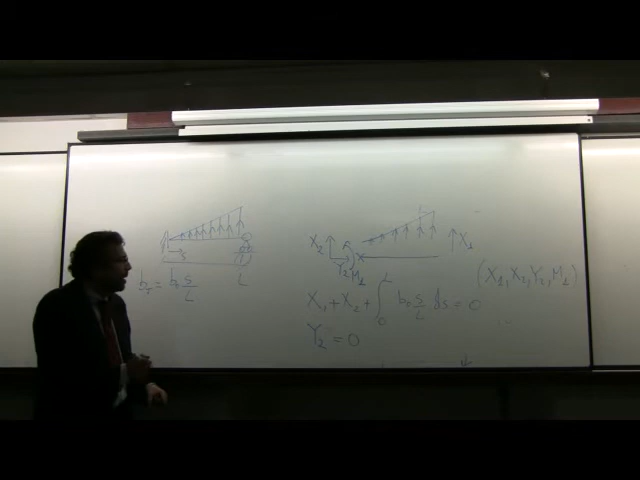 s
b_z = b_0 s/L
L
X_2
Y_2 M_2
X_1
(X_1, X_2, Y_2, M_2)
X_1 + X_2 + ∫_0^L b_0 s/L ds = 0
Y_2 = 0